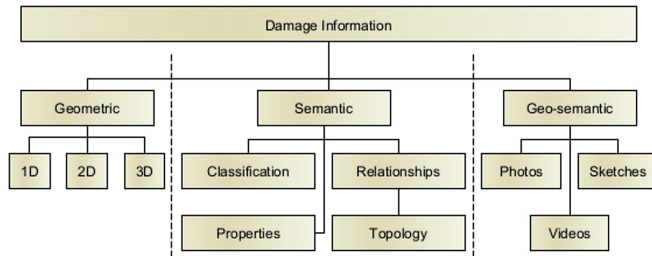 Damage Information
Geometric
Semantic
Geo-semantic
1D
2D
3D
Classification
Relationships
Photos
Sketches
Properties
Topology
Videos